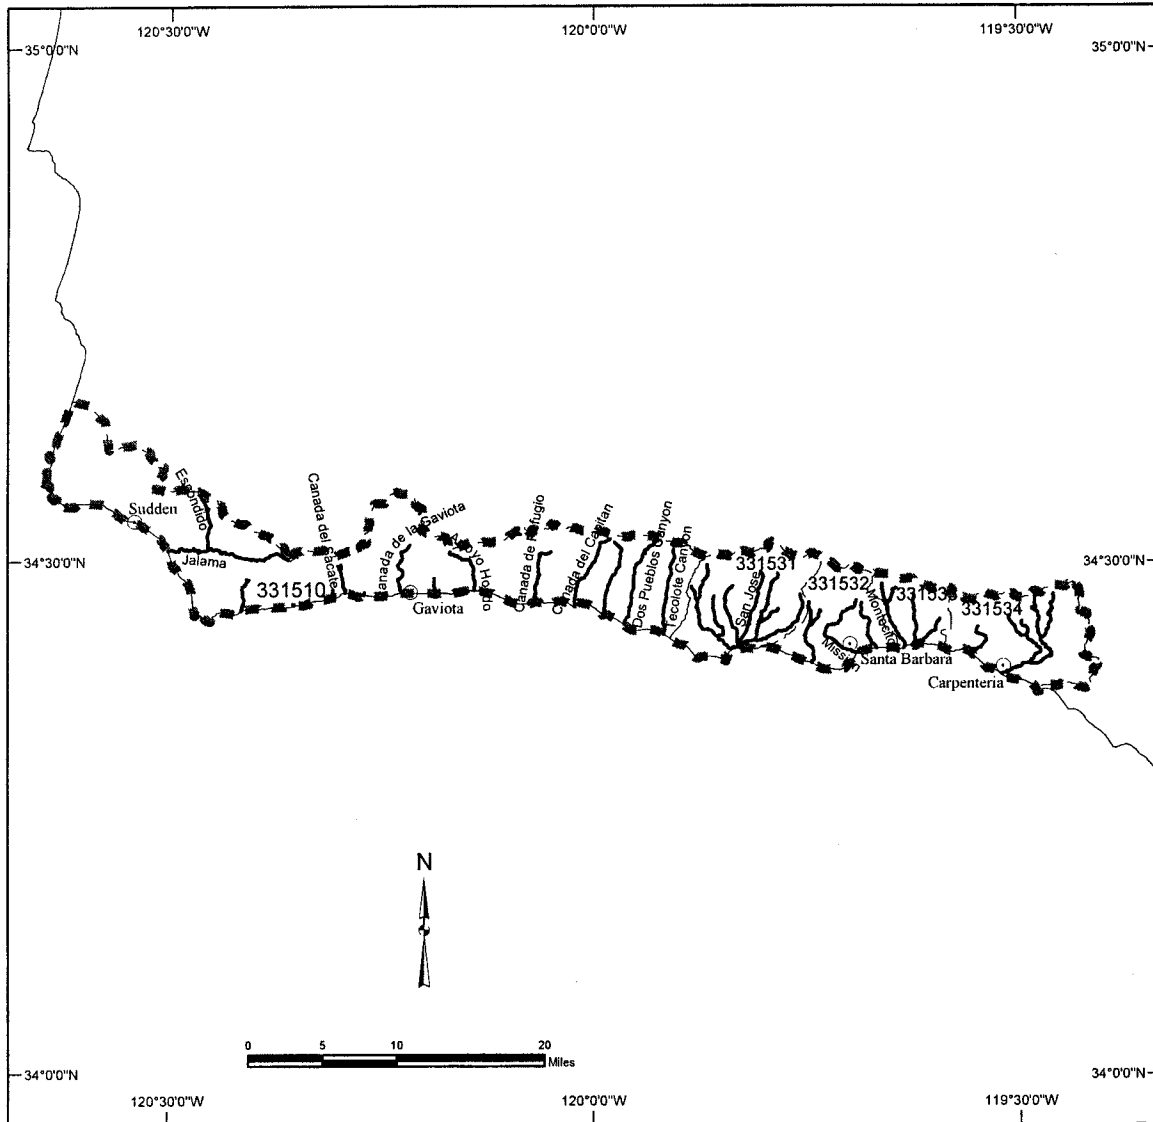 120°30'0"W
120°0'0"W
119°30'0"W
35°0'0"N
35°0'0"N
Escondido
Sudden
Canada del Sacate
Canada de la Gaviota
Arroyo Hondo
Canada de Refugio
Canada del Capitan
Dos Pueblos Canyon
Tecolote Canyon
34°30'0"N
34°30'0"N
Jalama
331510
Gaviota
San Jose
331531
331532
331533
331534
Montecito
Mission
Santa Barbara
Carpenteria
N
0 5 10 20
Miles
34°0'0"N
34°0'0"N
120°30'0"W
120°0'0"W
119°30'0"W